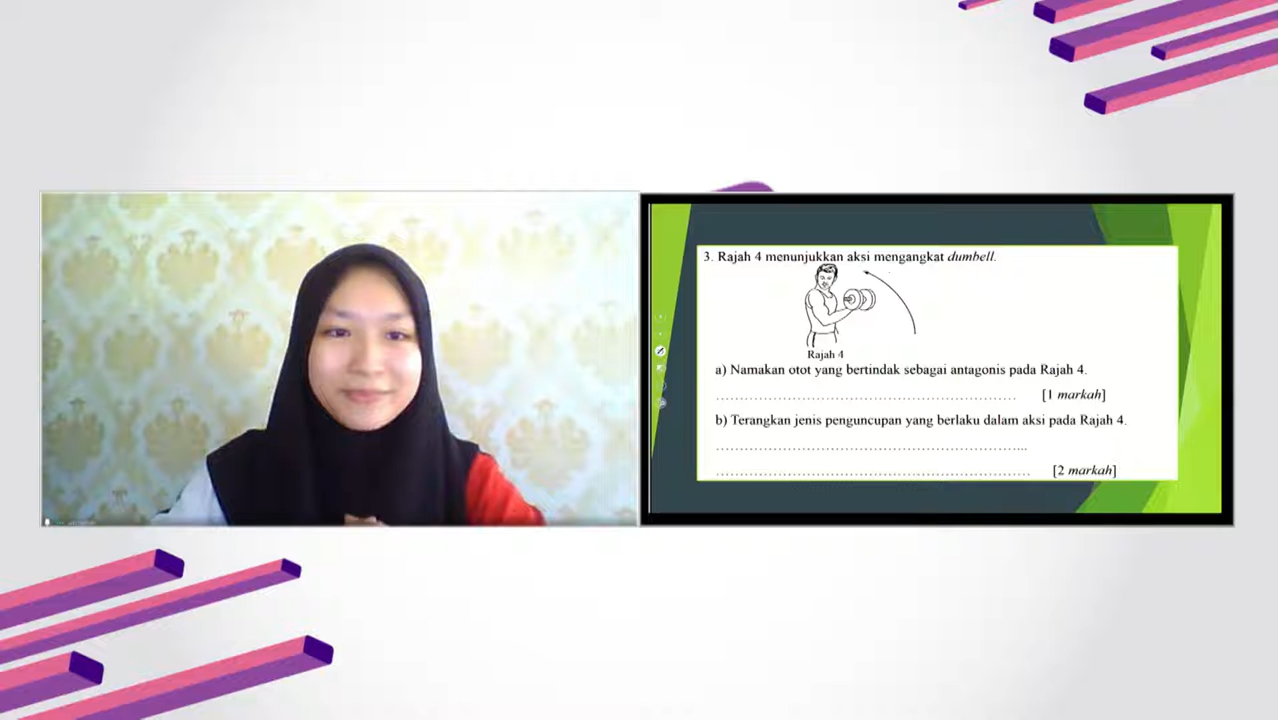 3. Rajah 4 menunjukkan aksi mengangkat dumbell.
Rajah 4
a) Namakan otot yang bertindak sebagai antagonis pada Rajah 4.
............................................................ [1 markah]
b) Terangkan jenis penguncupan yang berlaku dalam aksi pada Rajah 4.
..............................................................
.............................................................. [2 markah]